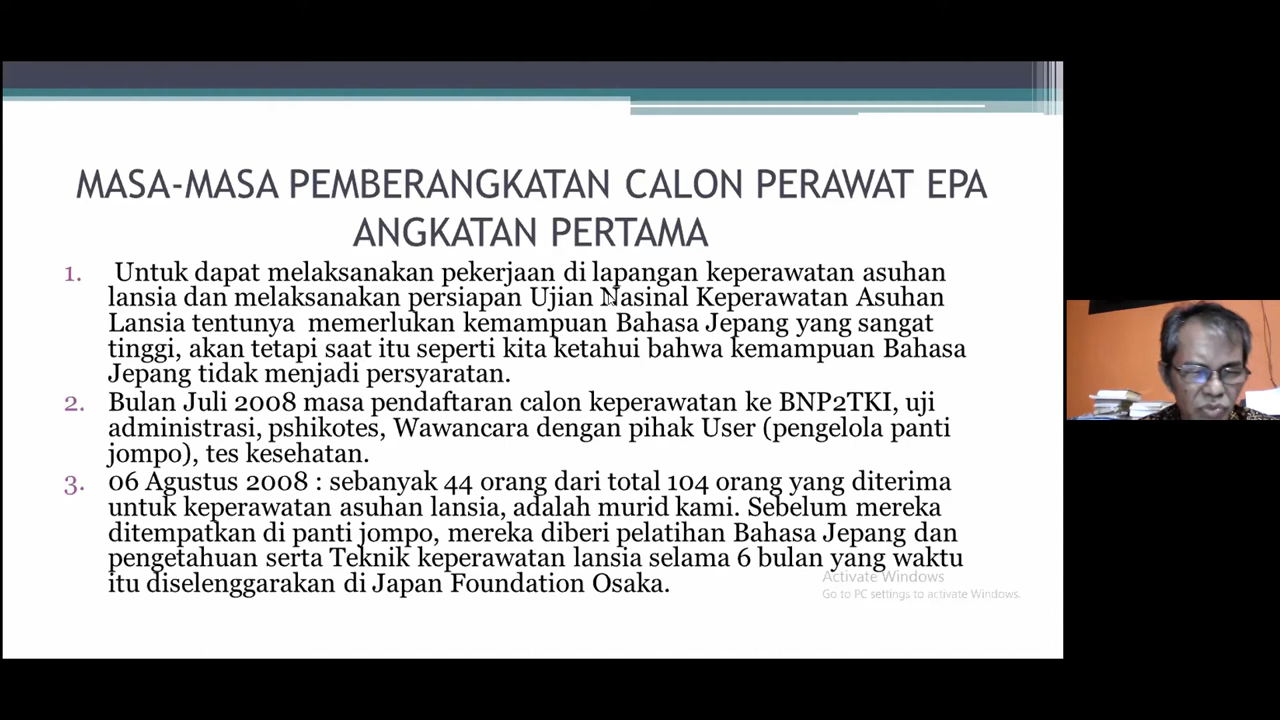 MASA-MASA PEMBERANGKATAN CALON PERAWAT EPA
ANGKATAN PERTAMA
1. Untuk dapat melaksanakan pekerjaan di lapangan keperawatan asuhan
lansia dan melaksanakan persiapan Ujian Nasinal Keperawatan Asuhan
Lansia tentunya memerlukan kemampuan Bahasa Jepang yang sangat
tinggi, akan tetapi saat itu seperti kita ketahui bahwa kemampuan Bahasa
Jepang tidak menjadi persyaratan.
2. Bulan Juli 2008 masa pendaftaran calon keperawatan ke BNP2TKI, uji
administrasi, pshikotes, Wawancara dengan pihak User (pengelola panti
jompo), tes kesehatan.
3. 06 Agustus 2008 : sebanyak 44 orang dari total 104 orang yang diterima
untuk keperawatan asuhan lansia, adalah murid kami. Sebelum mereka
ditempatkan di panti jompo, mereka diberi pelatihan Bahasa Jepang dan
pengetahuan serta Teknik keperawatan lansia selama 6 bulan yang waktu
itu diselenggarakan di Japan Foundation Osaka.
Activate Windows
Go to PC settings to activate Windows.